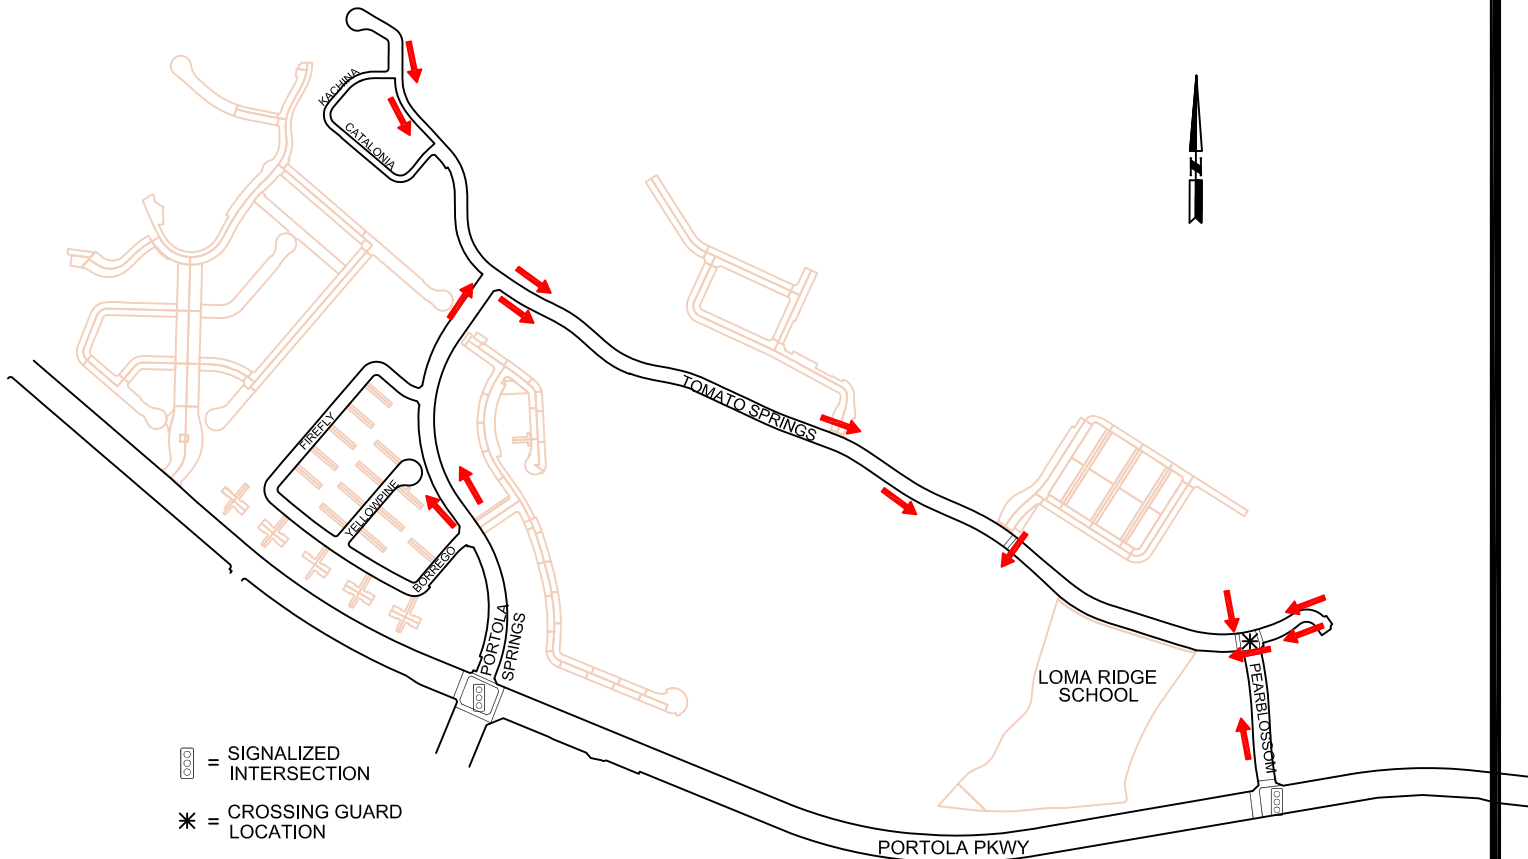 KACHINA
CATALONIA
N
TOMATO SPRINGS
FIREFLY
YELLOWPINE
BORREGO
PORTOLA
SPRINGS
LOMA RIDGE
SCHOOL
PEARBLOSSOM
= SIGNALIZED
INTERSECTION
= CROSSING GUARD
LOCATION
PORTOLA PKWY